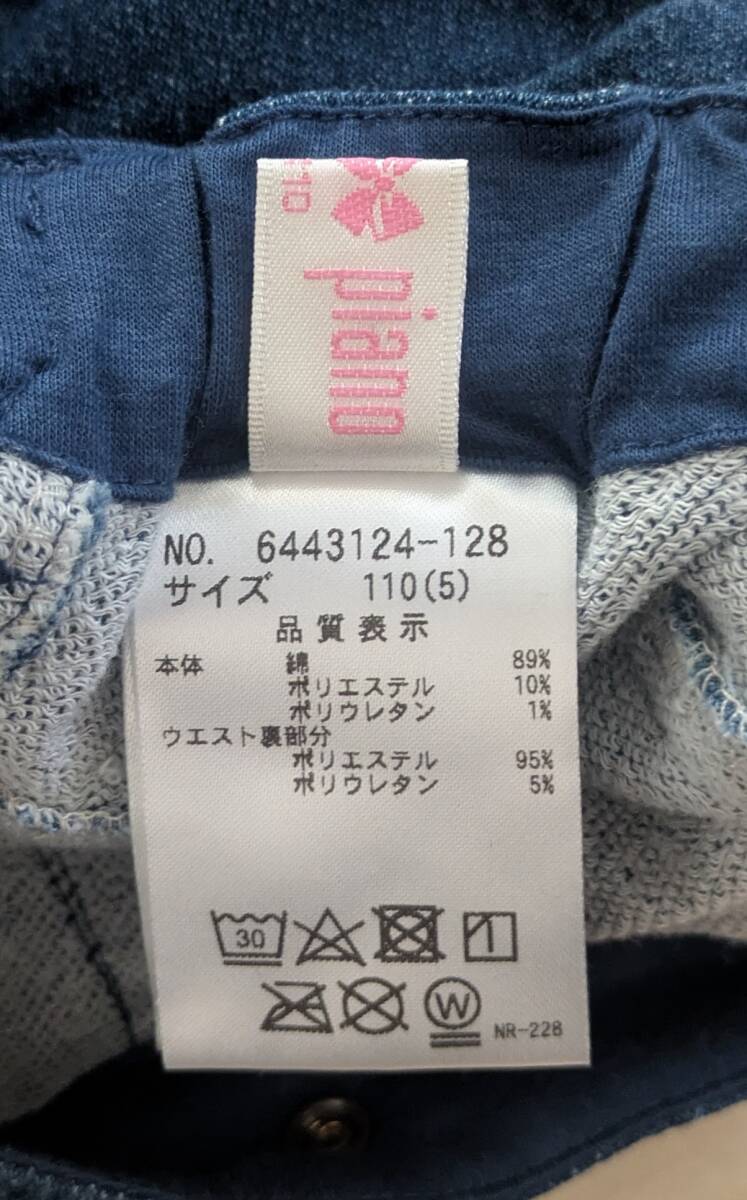 110
piano
NO. 6443124-128
サイズ 110(5)
品質表示
本体 綿 89%
ポリエステル 10%
ポリウレタン 1%
ウエスト裏部分
ポリエステル 95%
ポリウレタン 5%
30
W
NR-228